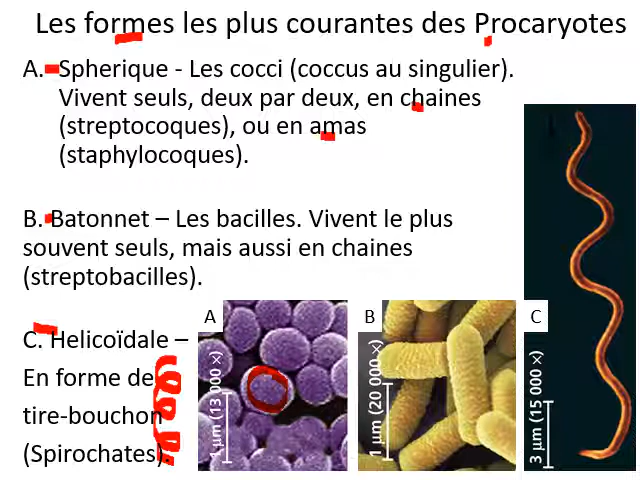 Les formes les plus courantes des Procaryotes
A. Spherique - Les cocci (coccus au singulier).
Vivent seuls, deux par deux, en chaines
(streptocoques), ou en amas
(staphylocoques).
B. Batonnet – Les bacilles. Vivent le plus
souvent seuls, mais aussi en chaines
(streptobacilles).
C. Helicoïdale –
En forme de
tire-bouchon
(Spirochates).
A
1 µm (13 000 ×)
B
1 µm (20 000 ×)
C
3 µm (15 000 ×)